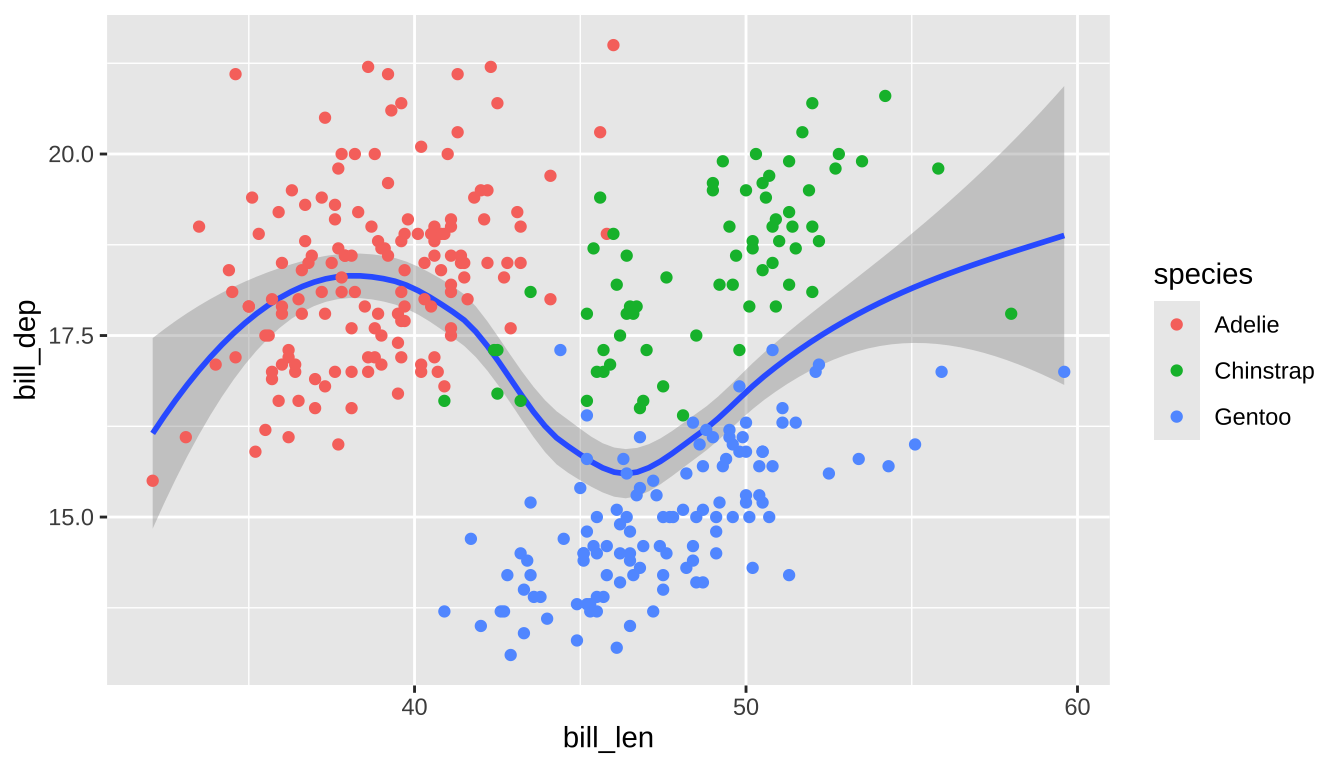 20.0
17.5
15.0
bill_dep
40
50
60
bill_len
species
Adelie
Chinstrap
Gentoo